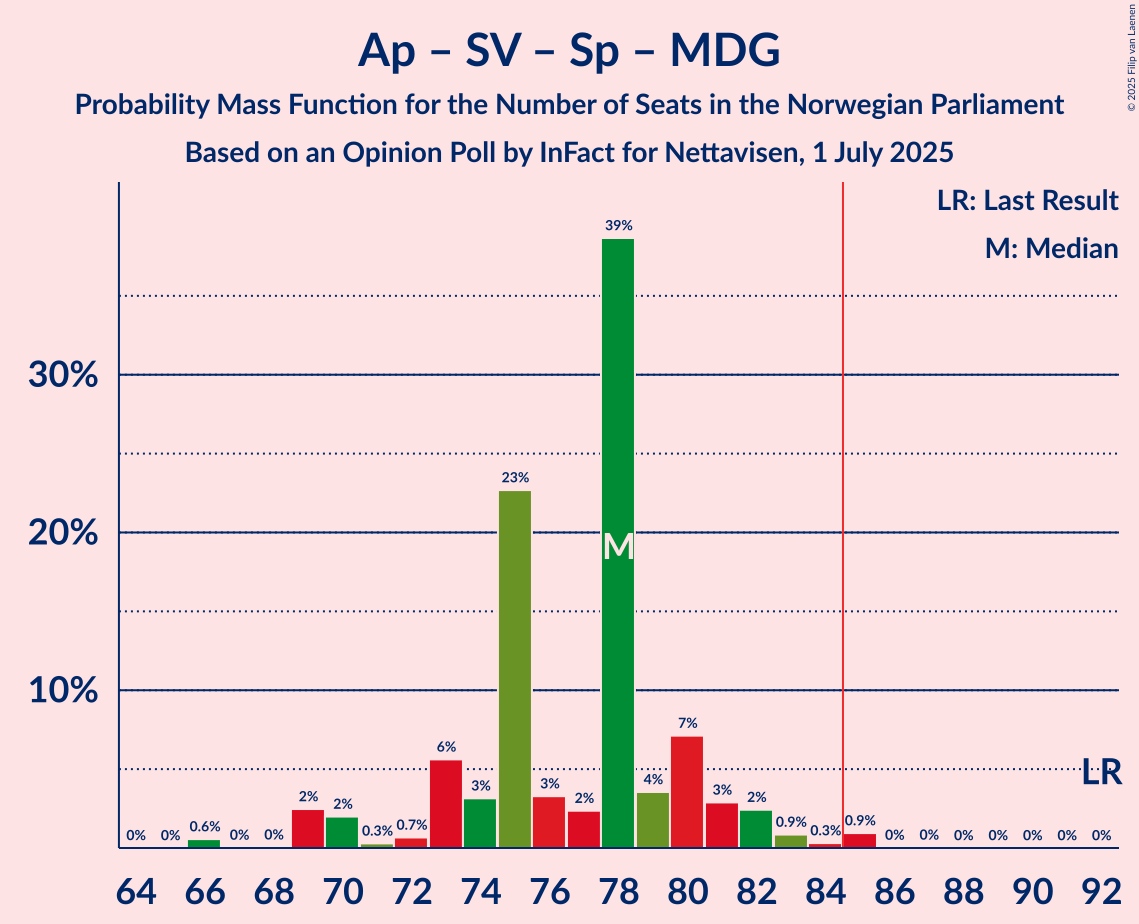 Ap – SV – Sp – MDG
Probability Mass Function for the Number of Seats in the Norwegian Parliament
Based on an Opinion Poll by InFact for Nettavisen, 1 July 2025
© 2025 Filip van Laenen
LR: Last Result
M: Median
30%
20%
10%
0% 0% 0.6% 0% 0% 2% 2% 0.3% 0.7% 6% 3% 23% 3% 2% 39% 4% 7% 3% 2% 0.9% 0.3% 0.9% 0% 0% 0% 0% 0% 0% 0%
M
LR
64 66 68 70 72 74 76 78 80 82 84 86 88 90 92